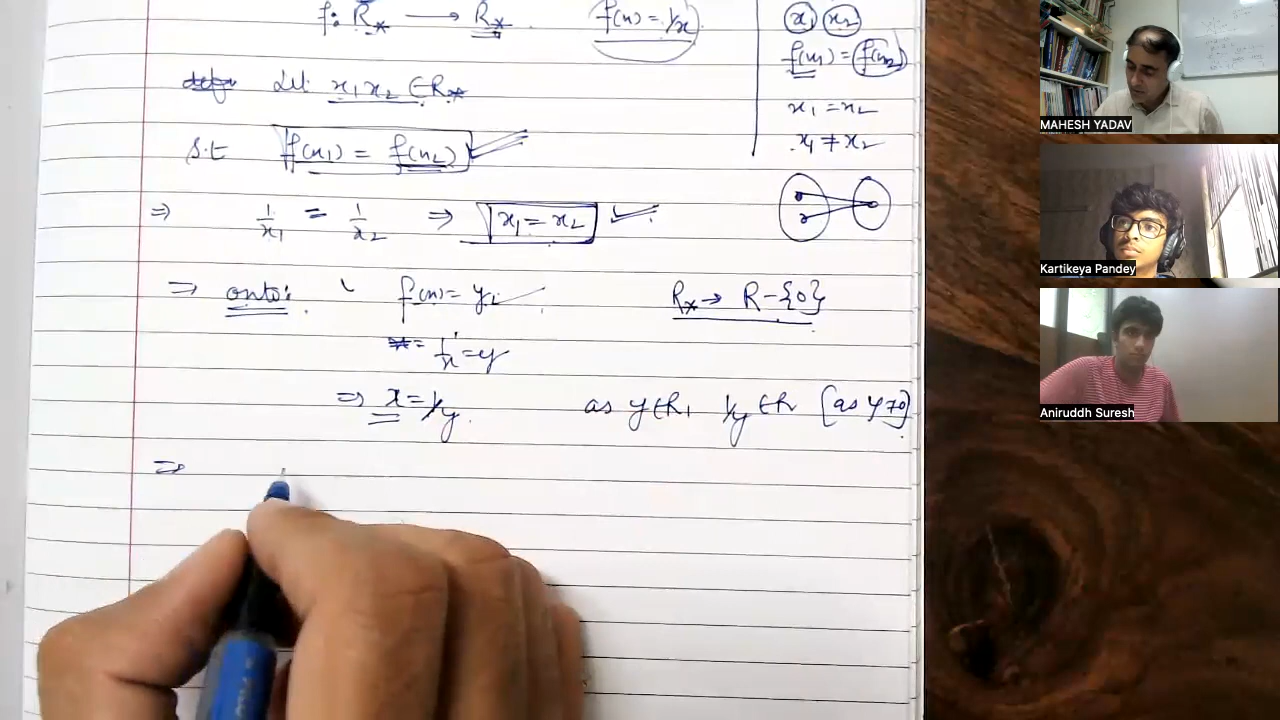 f: R* → R* f(x) = 1/x
Let x₁ x₂ ∈ R*
s.t f(x₁) = f(x₂)
⇒ 1/x₁ = 1/x₂ ⇒ x₁ = x₂
⇒ onto: f(x) = y
R* → R-{0}
= 1/x = y
⇒ x = 1/y. as y ∈ R, 1/y ∈ R [as y≠0]
⇒
x₁ x₂
f(x₁) = f(x₂)
x₁ = x₂
x₁ ≠ x₂
MAHESH YADAV
Kartikeya Pandey
Aniruddh Suresh